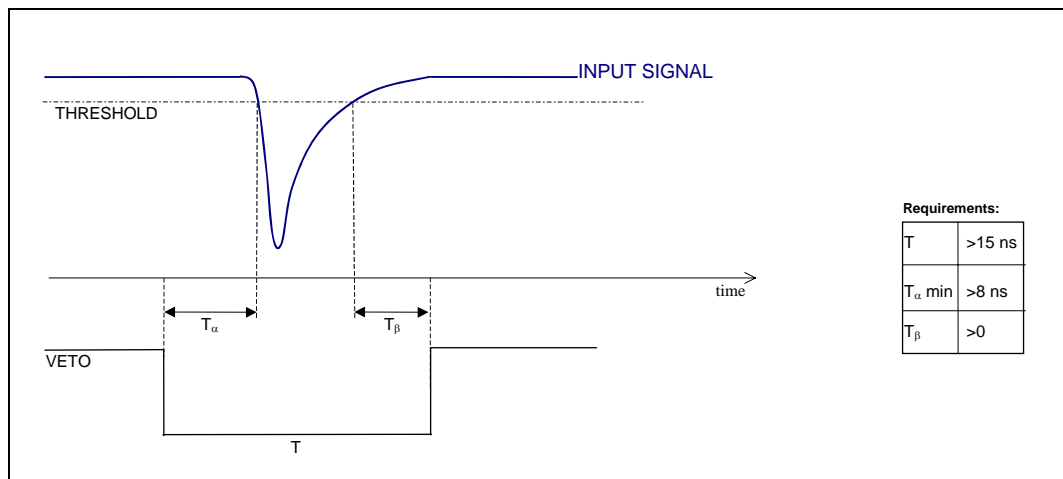 INPUT SIGNAL
THRESHOLD
Requirements:
T >15 ns
Tα min >8 ns
Tβ >0
time
Tα Tβ
VETO
T